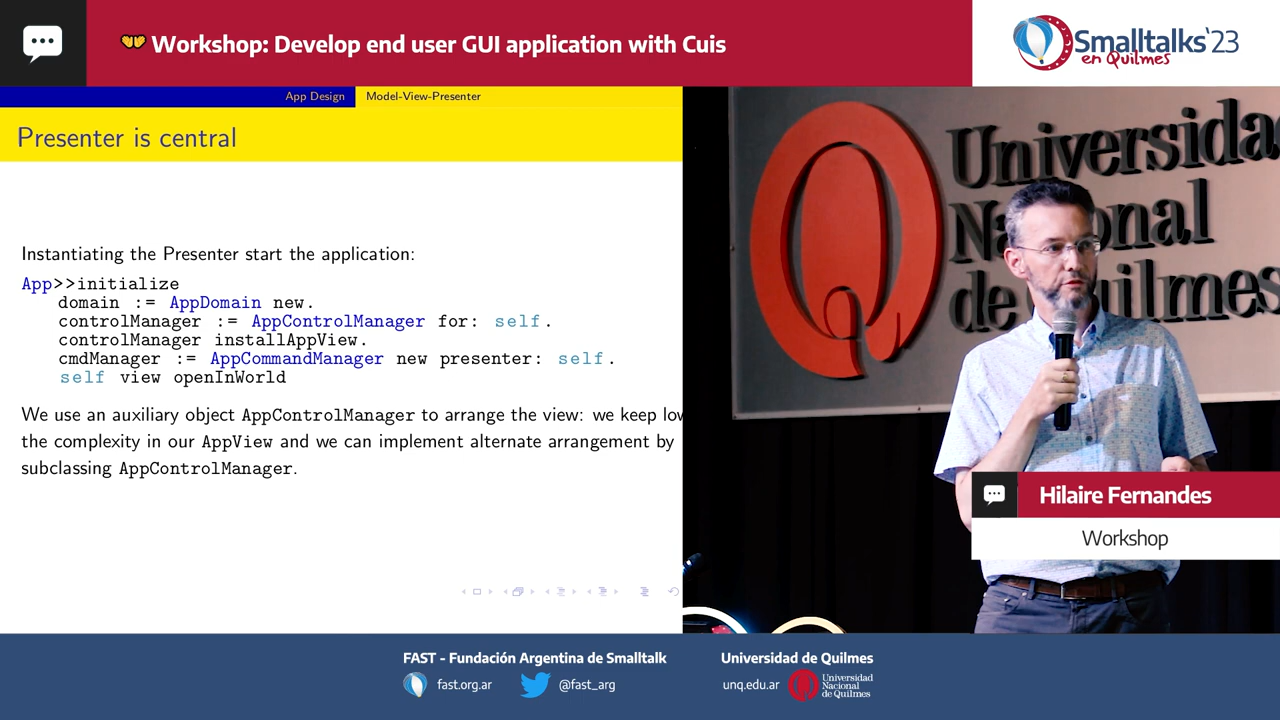 Workshop: Develop end user GUI application with Cuis
Smalltalks'23
en Quilmes
App Design
Model-View-Presenter
Presenter is central
Instantiating the Presenter start the application:
App>>initialize
domain := AppDomain new.
controlManager := AppControlManager for: self.
controlManager installAppView.
cmdManager := AppCommandManager new presenter: self.
self view openInWorld
We use an auxiliary object AppControlManager to arrange the view: we keep low
the complexity in our AppView and we can implement alternate arrangement by
subclassing AppControlManager.
Universida
Nacional
de Quilmes
Hilaire Fernandes
Workshop
FAST - Fundación Argentina de Smalltalk
fast.org.ar
@fast_arg
Universidad de Quilmes
unq.edu.ar
Universidad
Nacional
de Quilmes